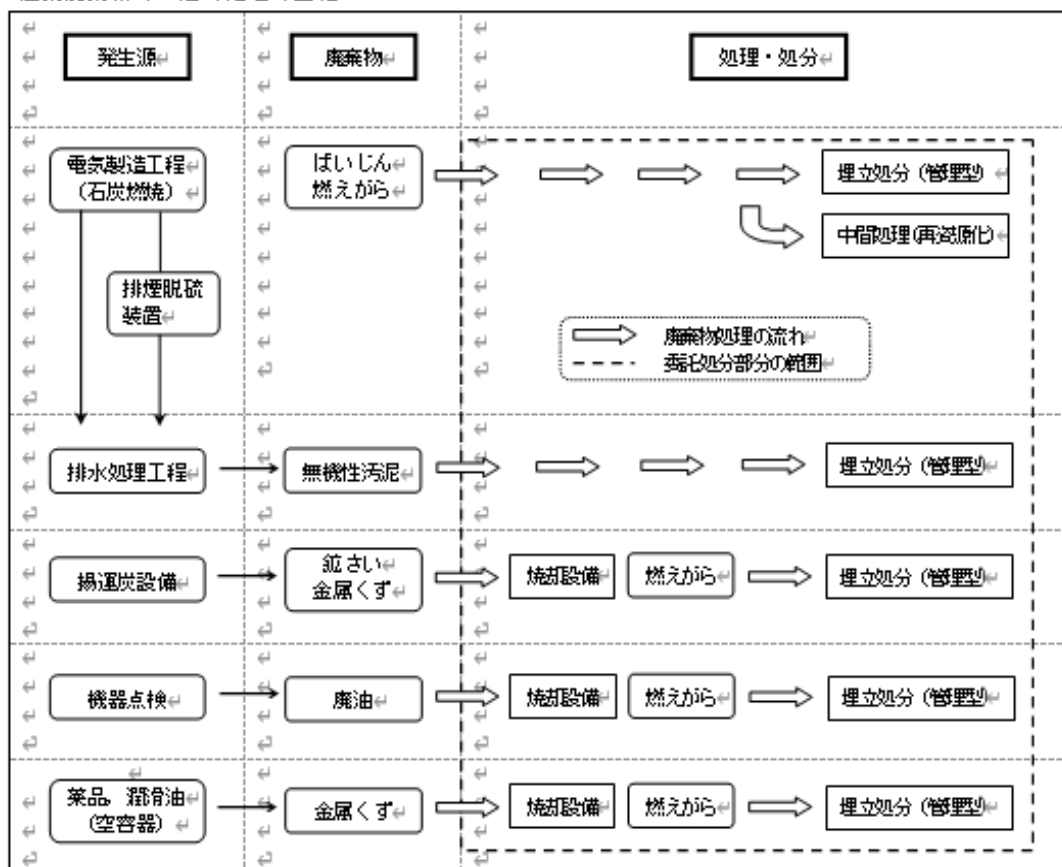 発生源
廃棄物
処理・処分
電気製造工程
(石炭燃焼)
ばいじん
燃えがら
埋立処分(管理型)
中間処理(再資源化)
排煙脱硫
装置
廃棄物処理の流れ
委託処分部分の範囲
排水処理工程
無機性汚泥
埋立処分(管理型)
揚運炭設備
鉱さい
金属くず
焼却設備
燃えがら
埋立処分(管理型)
機器点検
廃油
焼却設備
燃えがら
埋立処分(管理型)
薬品,潤滑油
(空容器)
金属くず
焼却設備
燃えがら
埋立処分(管理型)